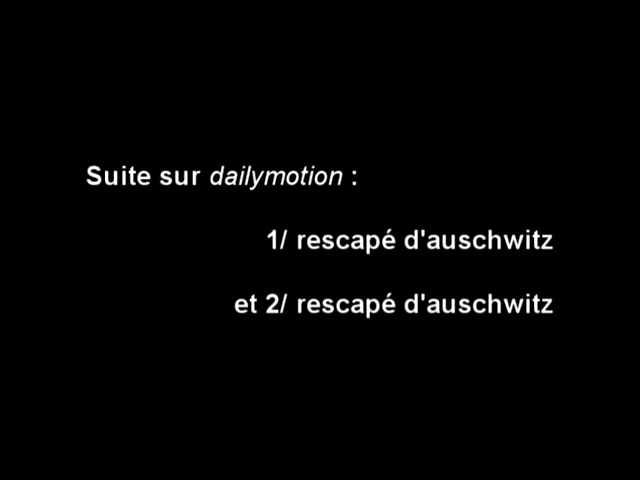 Suite sur dailymotion :
1/ rescapé d'auschwitz
et 2/ rescapé d'auschwitz